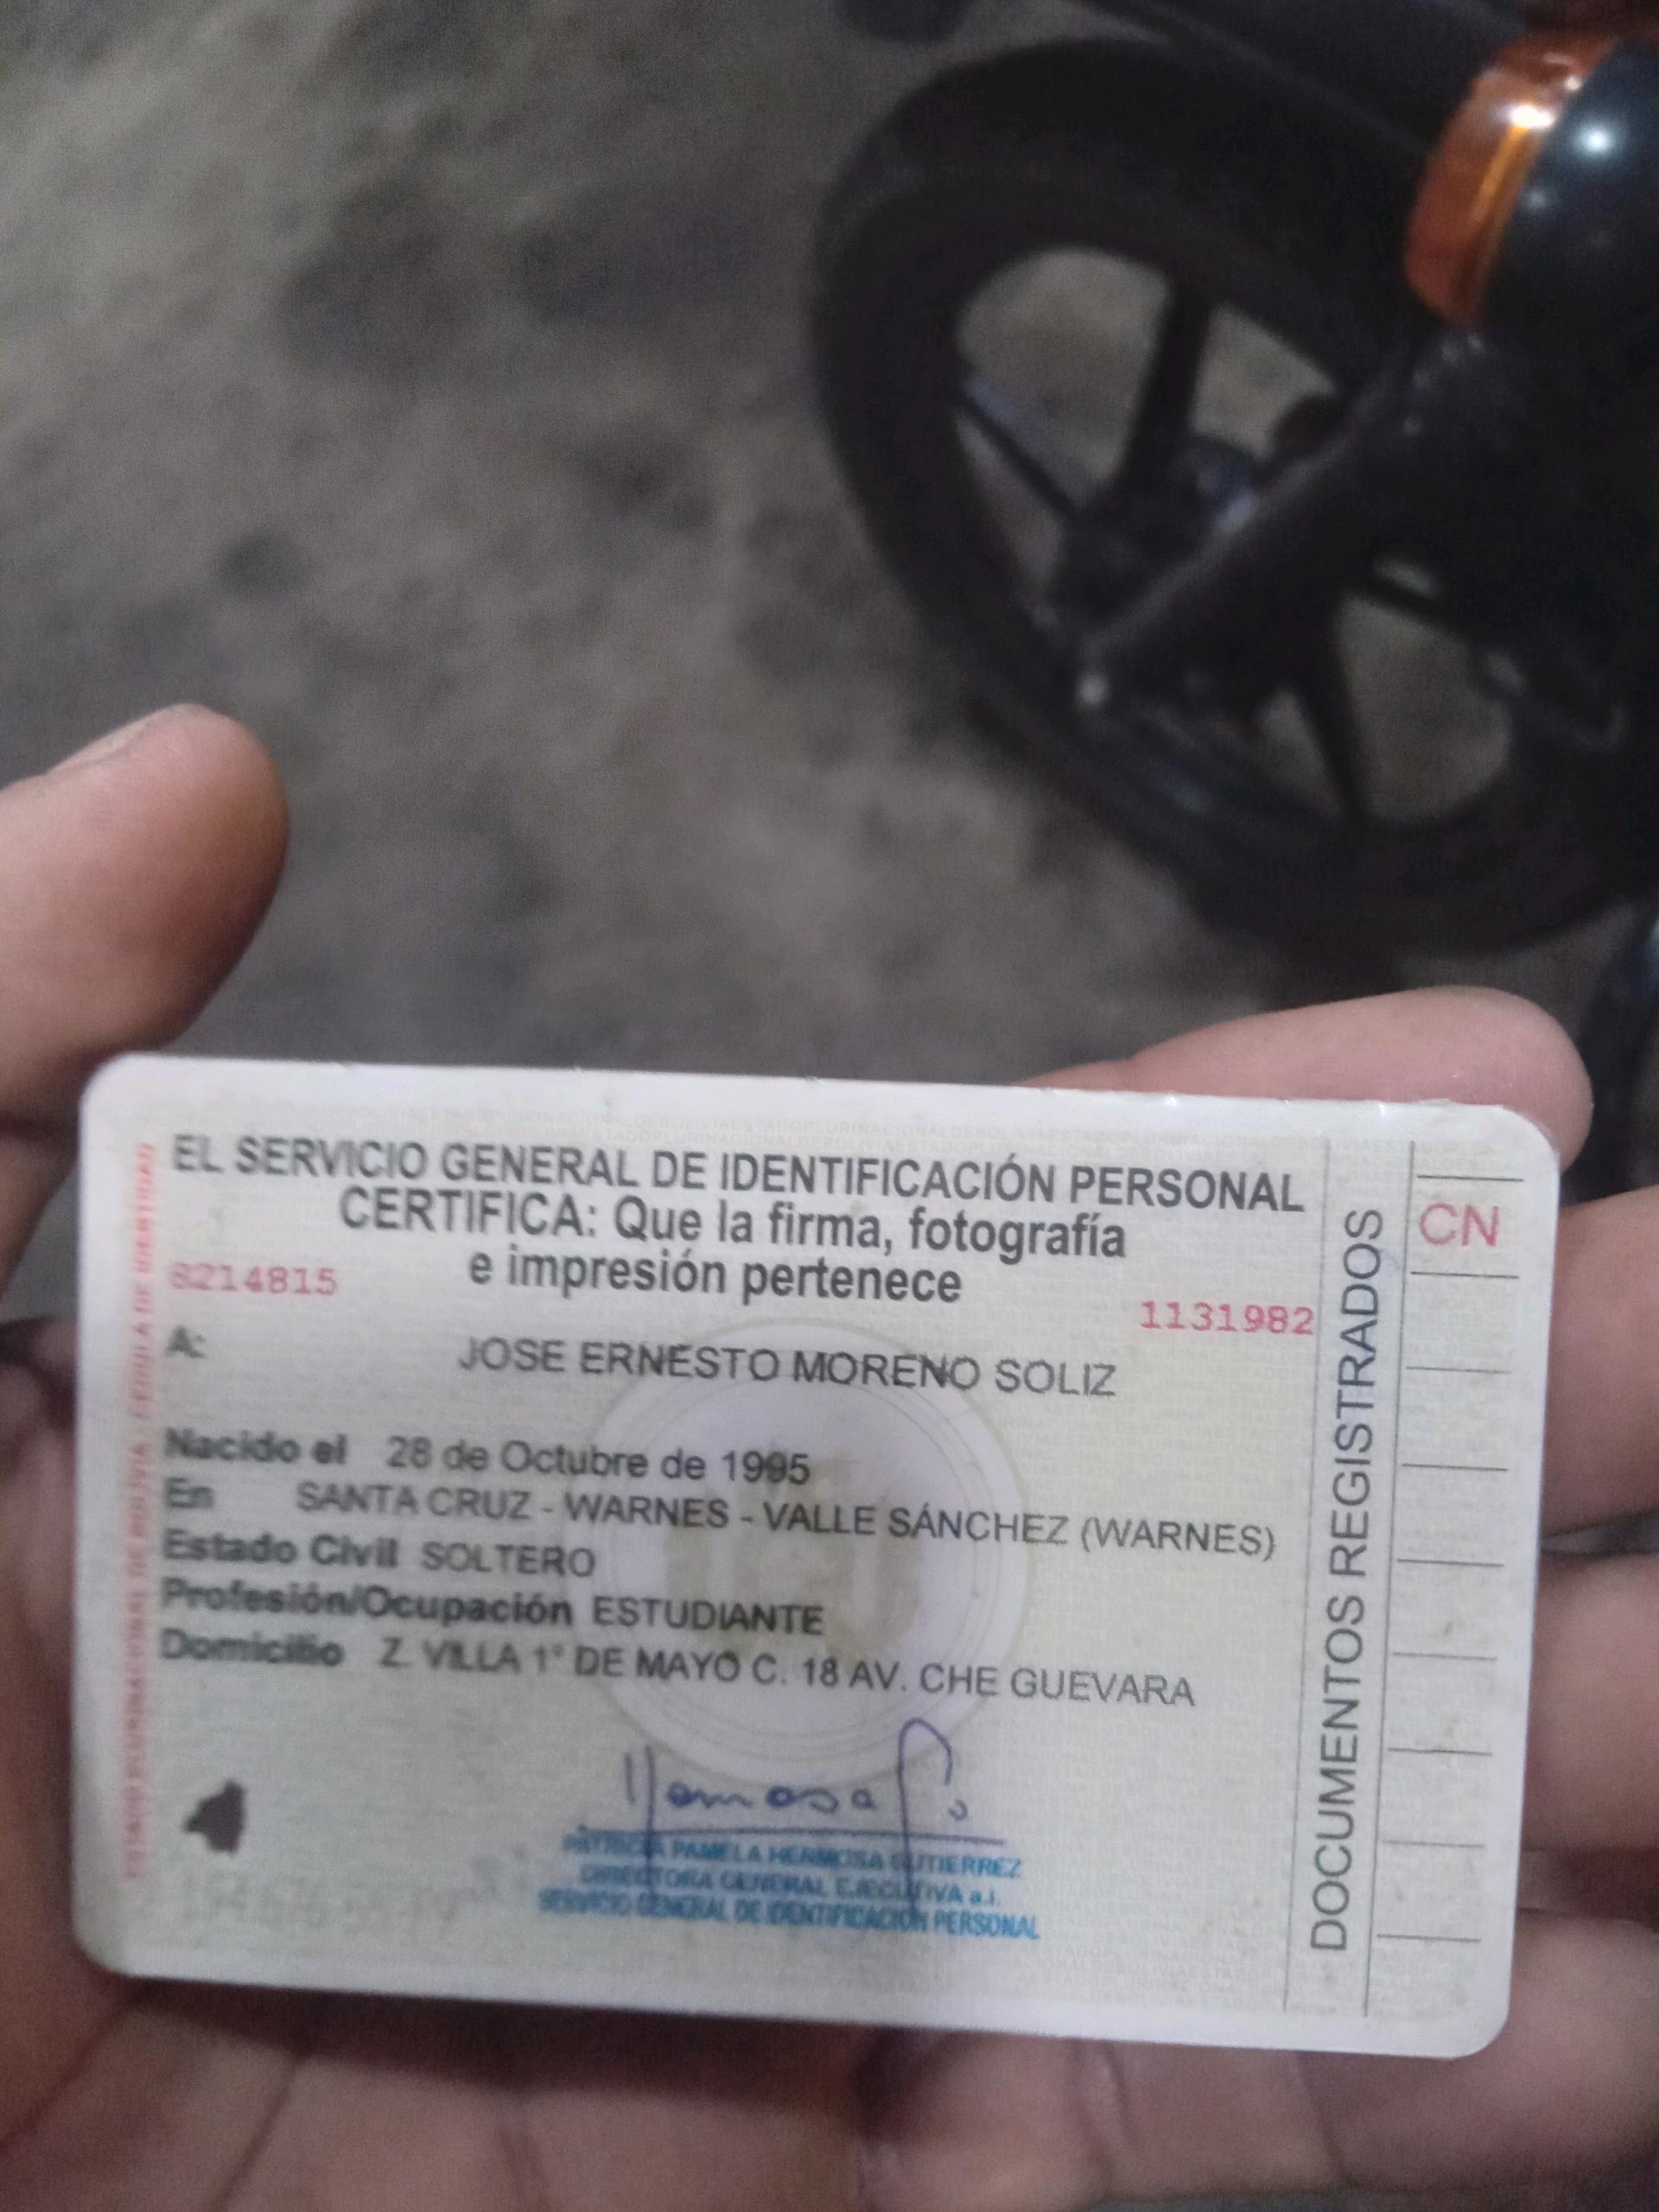 EL SERVICIO GENERAL DE IDENTIFICACIÓN PERSONAL
CERTIFICA: Que la firma, fotografía
e impresión pertenece
8214815
1131982
A: JOSE ERNESTO MORENO SOLIZ
Nacido el 28 de Octubre de 1995
En SANTA CRUZ - WARNES - VALLE SÁNCHEZ (WARNES)
Estado Civil SOLTERO
Profesión/Ocupación ESTUDIANTE
Domicilio Z. VILLA 1° DE MAYO C. 18 AV. CHE GUEVARA
PATRICIA PAMELA HERMOSA GUTIERREZ
DIRECTORA GENERAL EJECUTIVA a.i.
SERVICIO GENERAL DE IDENTIFICACIÓN PERSONAL
DOCUMENTOS REGISTRADOS
CN
ESTADO PLURINACIONAL DE BOLIVIA - CEDULA DE IDENTIDAD